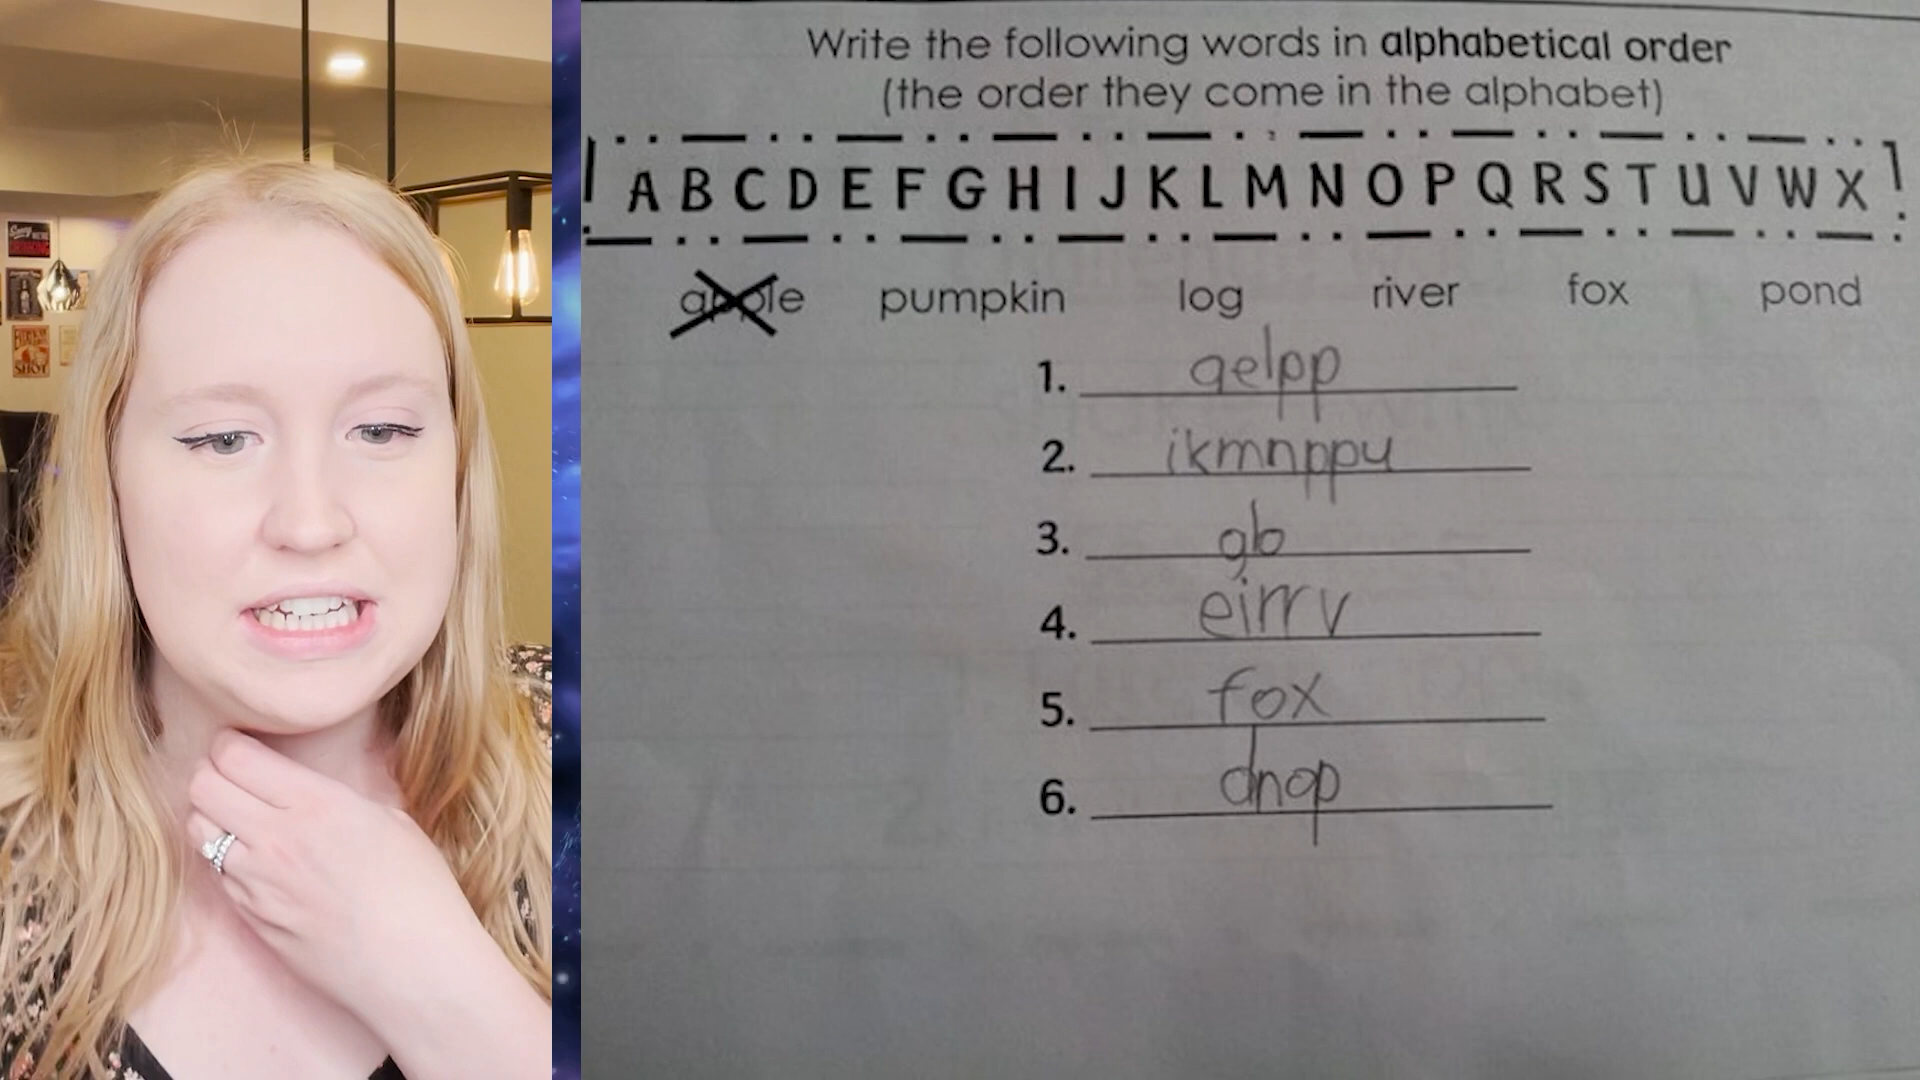 Write the following words in alphabetical order
(the order they come in the alphabet)
A B C D E F G H I J K L M N O P Q R S T U V W X
apple pumpkin log river fox pond
1. aelpp
2. ikmnppu
3. glo
4. eirrv
5. fox
6. dnop
SHOT